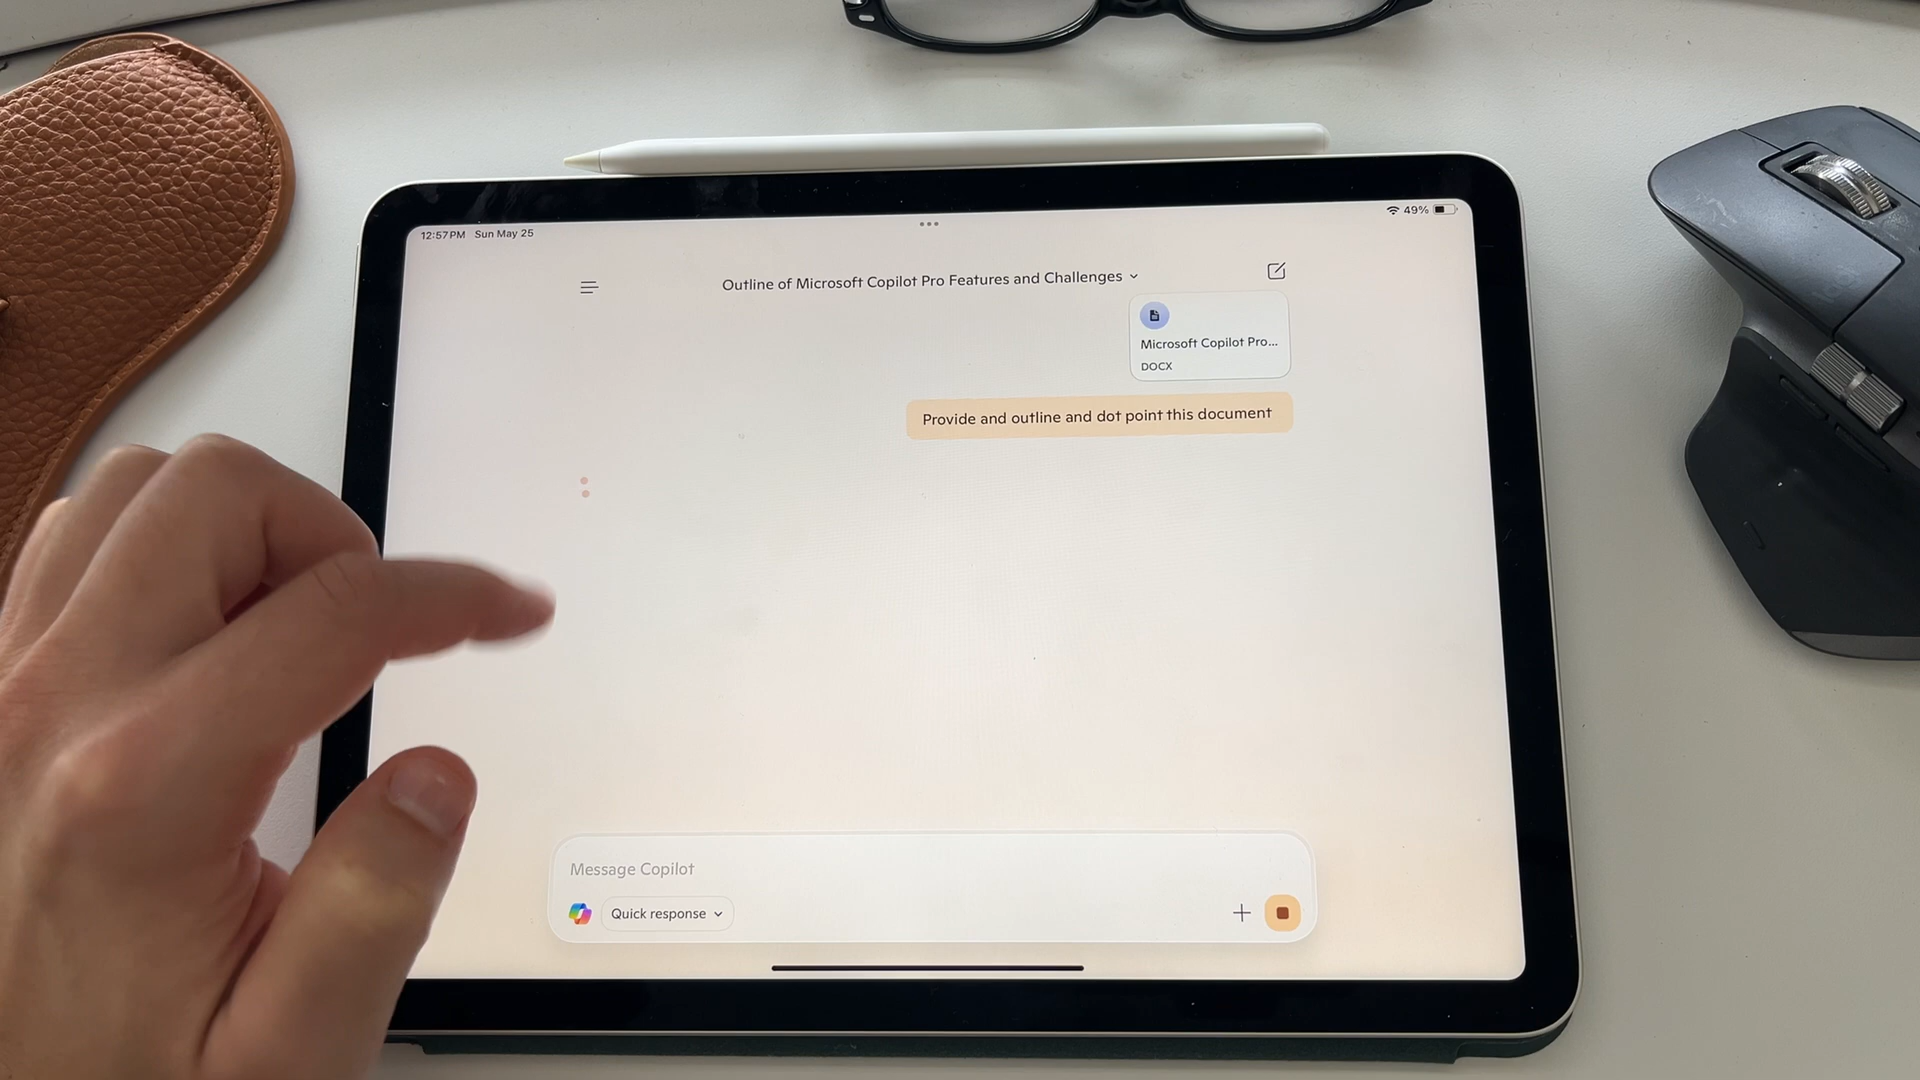 12:57 PM Sun May 25
49%
Outline of Microsoft Copilot Pro Features and Challenges
Microsoft Copilot Pro...
DOCX
Provide and outline and dot point this document
Message Copilot
Quick response